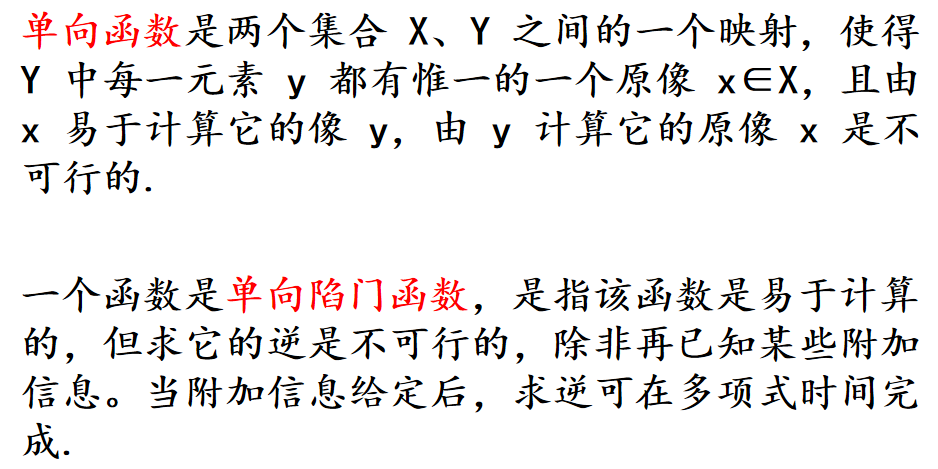 单向函数是两个集合 X、Y 之间的一个映射，使得
Y 中每一元素 y 都有惟一的一个原像 x∈X，且由
x 易于计算它的像 y，由 y 计算它的原像 x 是不
可行的.
一个函数是单向陷门函数，是指该函数是易于计算
的，但求它的逆是不可行的，除非再已知某些附加
信息。当附加信息给定后，求逆可在多项式时间完
成.